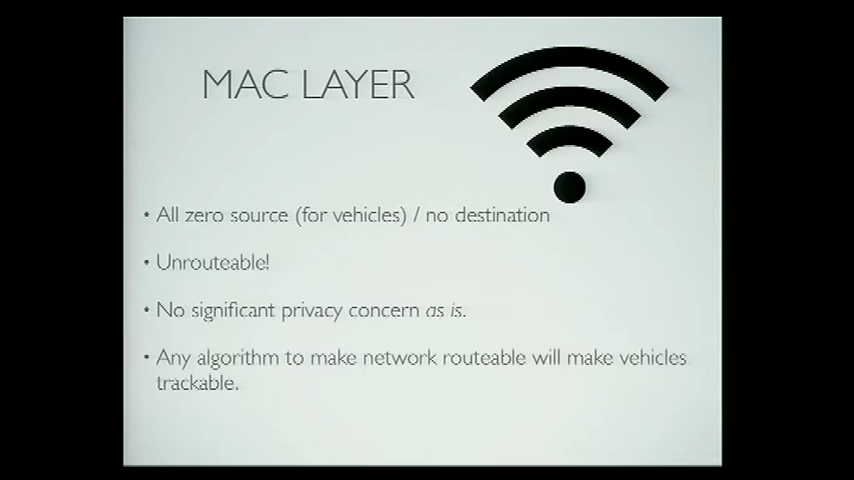 MAC LAYER
• All zero source (for vehicles) / no destination
• Unrouteable!
• No significant privacy concern as is.
• Any algorithm to make network routeable will make vehicles
trackable.